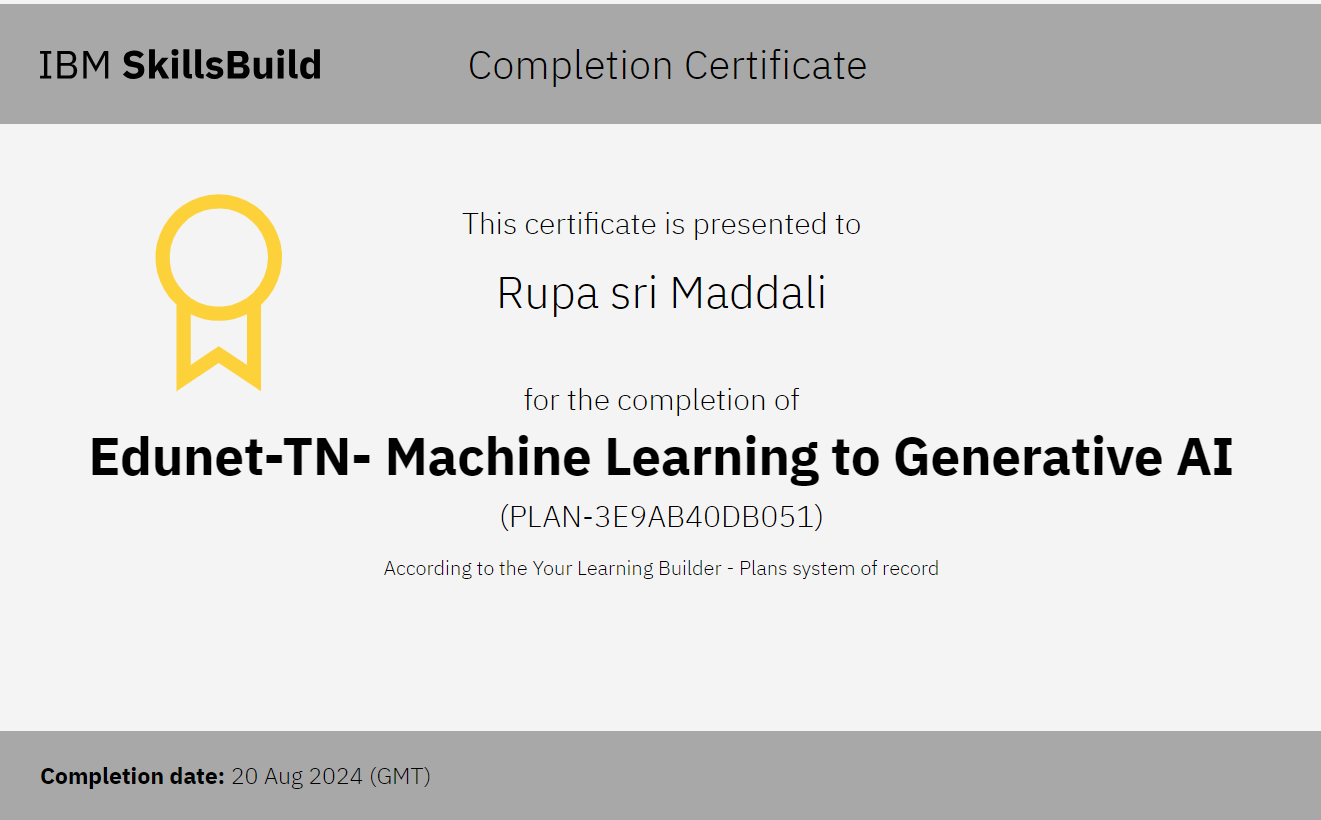 IBM SkillsBuild
Completion Certificate
This certificate is presented to
Rupa sri Maddali
for the completion of
Edunet-TN- Machine Learning to Generative AI
(PLAN-3E9AB40DB051)
According to the Your Learning Builder - Plans system of record
Completion date: 20 Aug 2024 (GMT)